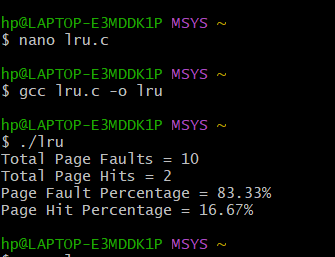 hp@LAPTOP-E3MDDK1P MSYS ~
$ nano lru.c
hp@LAPTOP-E3MDDK1P MSYS ~
$ gcc lru.c -o lru
hp@LAPTOP-E3MDDK1P MSYS ~
$ ./lru
Total Page Faults = 10
Total Page Hits = 2
Page Fault Percentage = 83.33%
Page Hit Percentage = 16.67%
hp@LAPTOP-E3MDDK1P MSYS ~